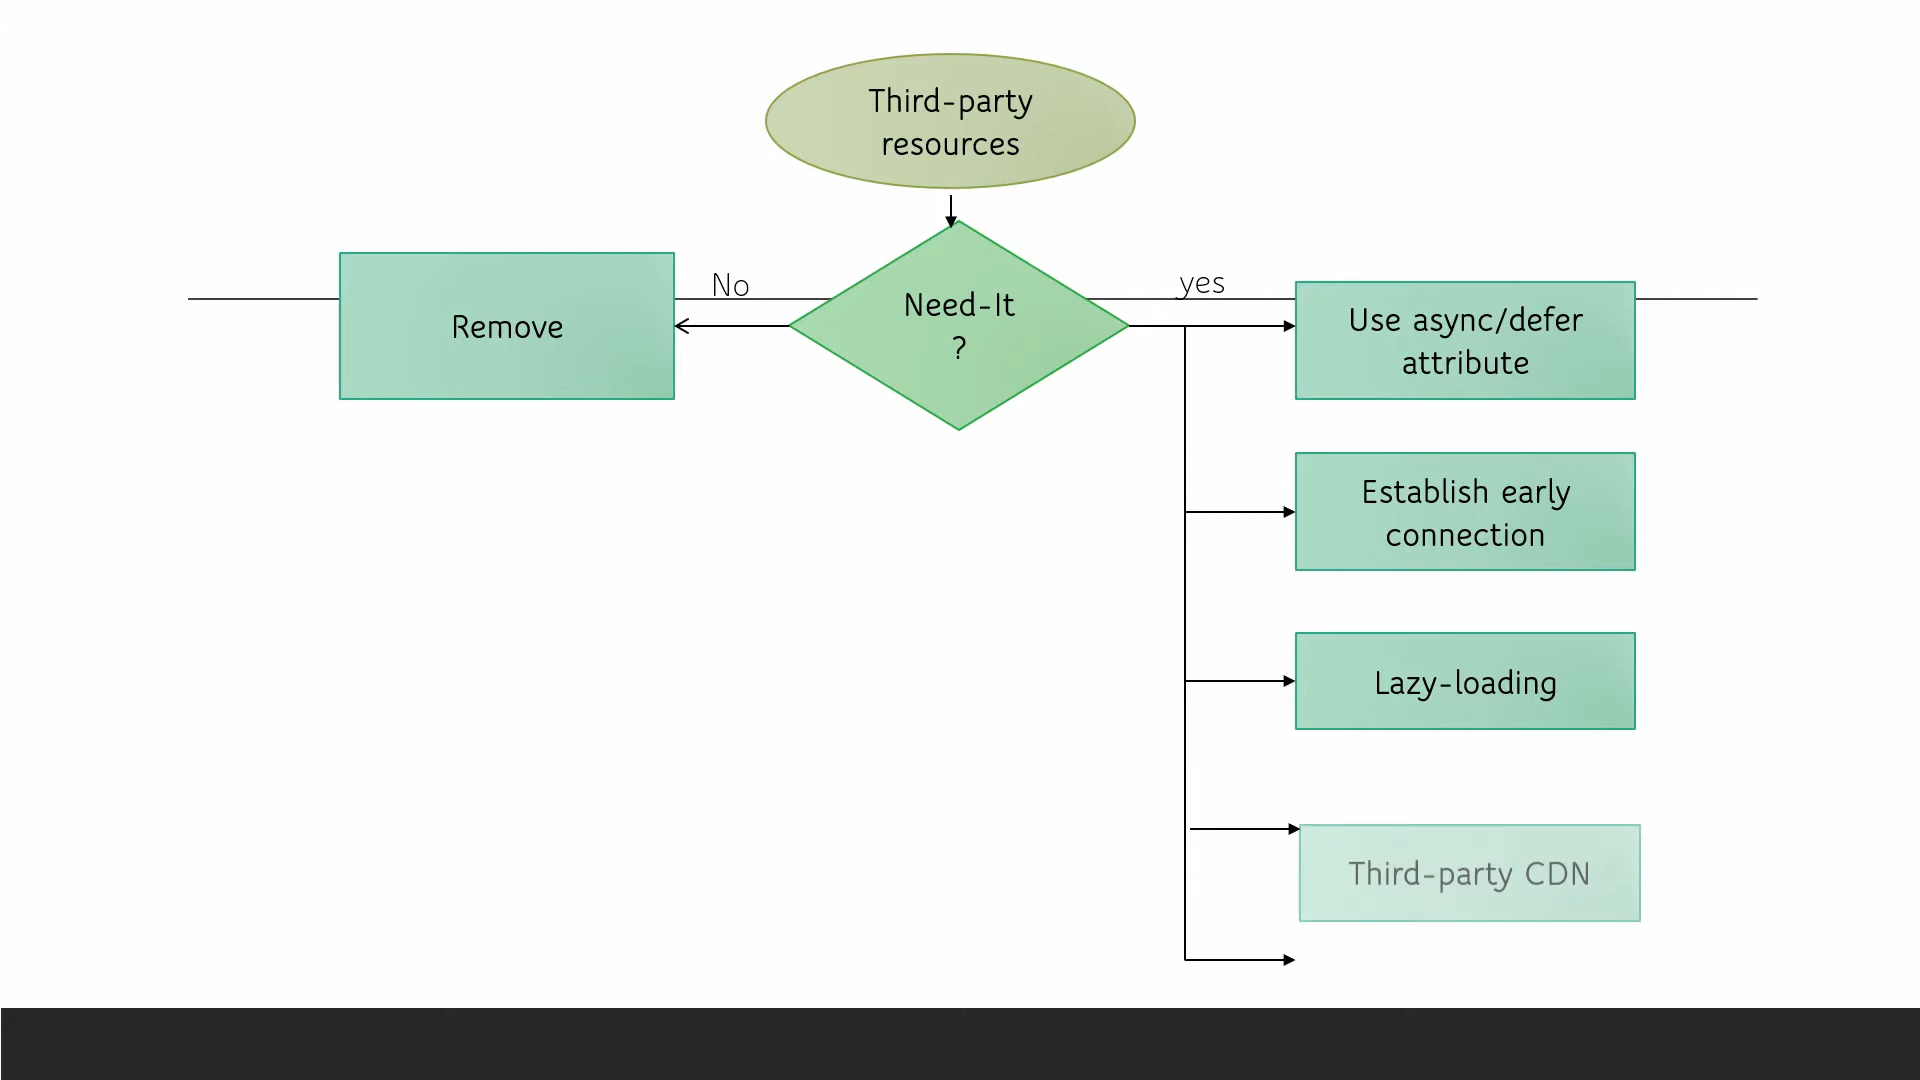 Third-party
resources
No
yes
Remove
Need-It
?
Use async/defer
attribute
Establish early
connection
Lazy-loading
Third-party CDN